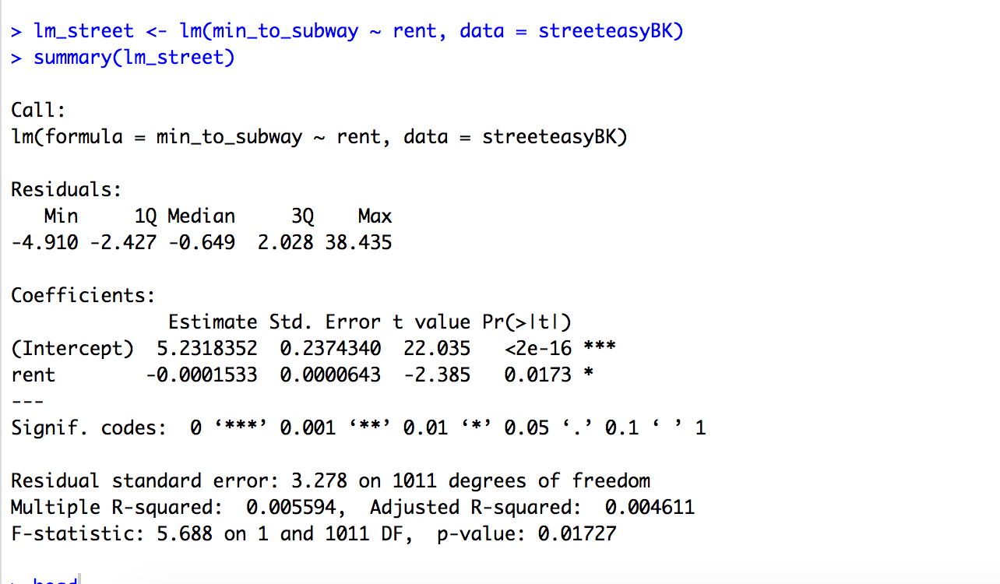 > lm_street <- lm(min_to_subway ~ rent, data = streeteasyBK)
> summary(lm_street)
Call:
lm(formula = min_to_subway ~ rent, data = streeteasyBK)
Residuals:
   Min     1Q Median     3Q    Max
-4.910 -2.427 -0.649  2.028 38.435
Coefficients:
              Estimate Std. Error t value Pr(>|t|)
(Intercept)  5.2318352  0.2374340  22.035   <2e-16 ***
rent        -0.0001533  0.0000643  -2.385   0.0173 *
---
Signif. codes:  0 ‘***’ 0.001 ‘**’ 0.01 ‘*’ 0.05 ‘.’ 0.1 ‘ ’ 1
Residual standard error: 3.278 on 1011 degrees of freedom
Multiple R-squared:  0.005594,  Adjusted R-squared:  0.004611
F-statistic: 5.688 on 1 and 1011 DF,  p-value: 0.01727